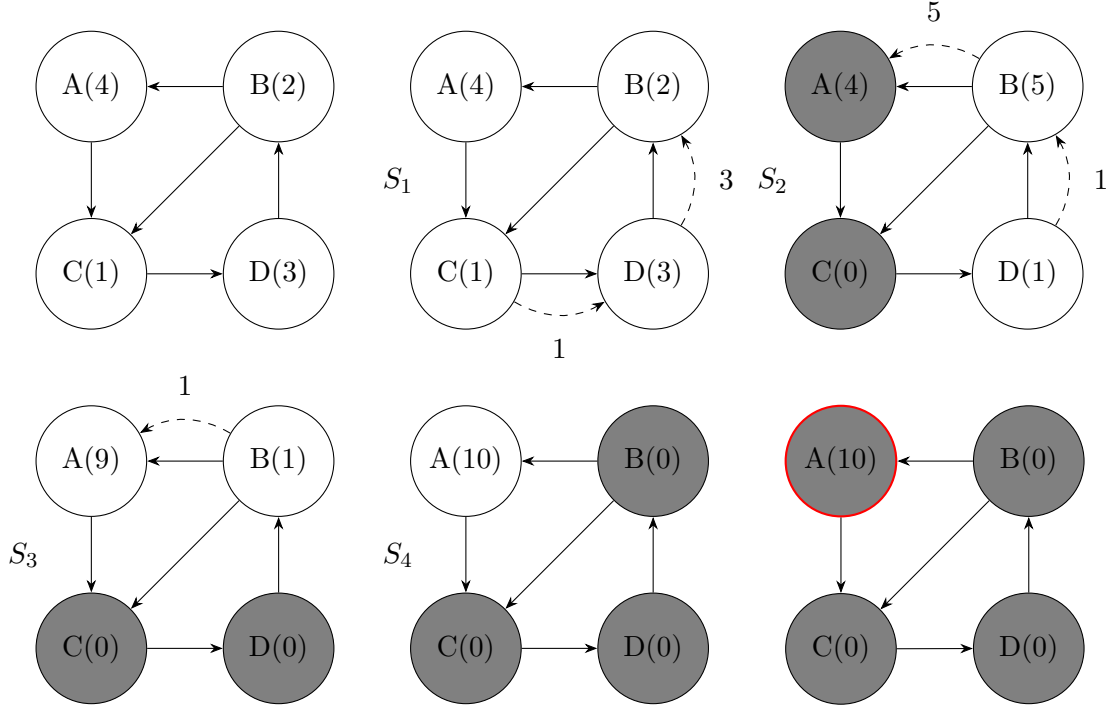 A(4) B(2)
C(1) D(3)
A(4) B(2)
S₁ 3
C(1) D(3)
1
5
A(4) B(5)
S₂ 1
C(0) D(1)
1
A(9) B(1)
S₃
C(0) D(0)
A(10) B(0)
S₄
C(0) D(0)
A(10) B(0)
C(0) D(0)